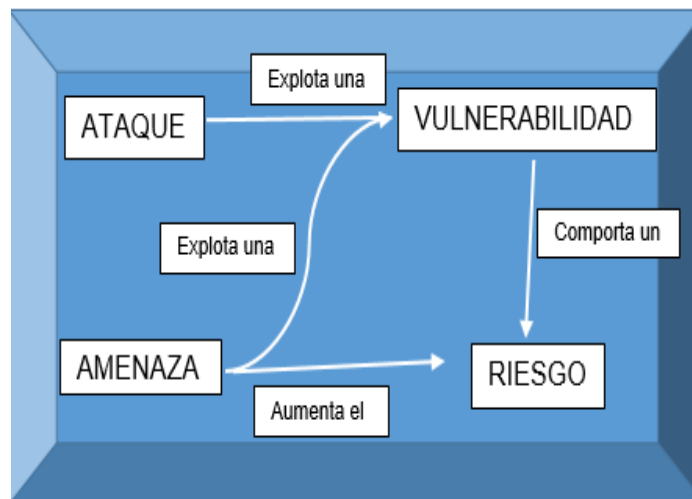 Explota una
ATAQUE
VULNERABILIDAD
Explota una
Comporta un
AMENAZA
RIESGO
Aumenta el